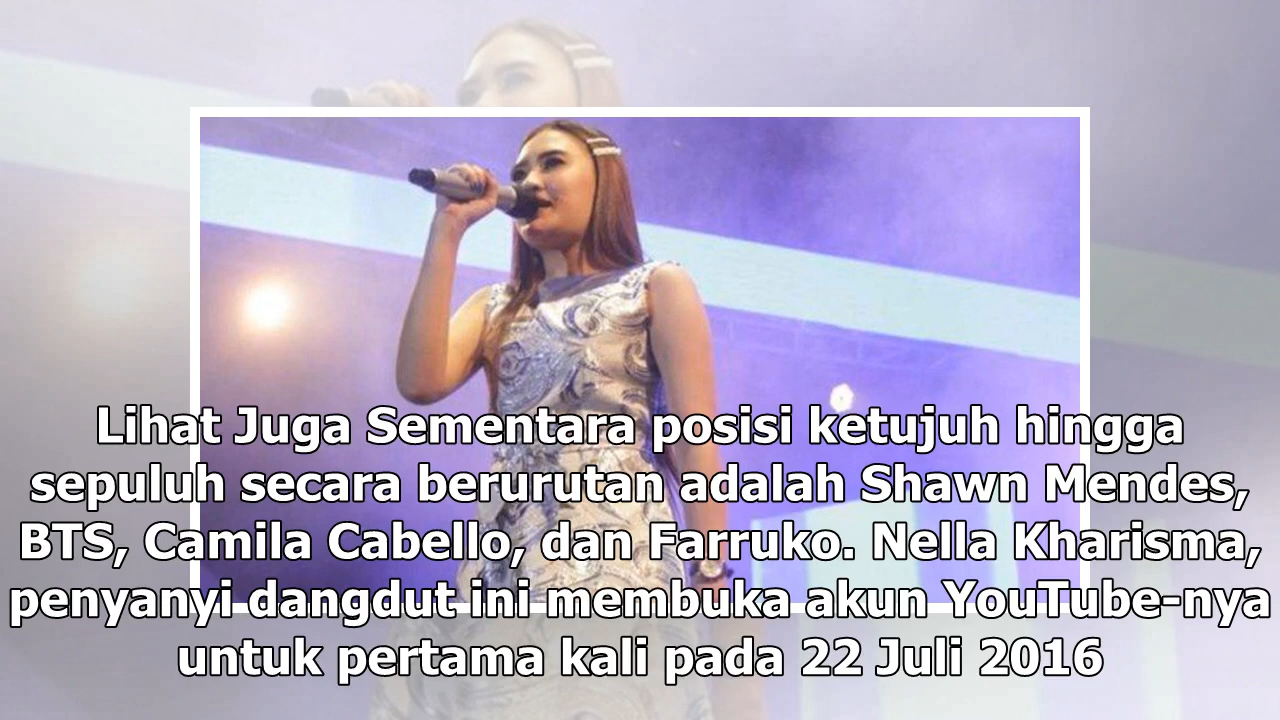 Lihat Juga Sementara posisi ketujuh hingga
sepuluh secara berurutan adalah Shawn Mendes,
BTS, Camila Cabello, dan Farruko. Nella Kharisma,
penyanyi dangdut ini membuka akun YouTube-nya
untuk pertama kali pada 22 Juli 2016